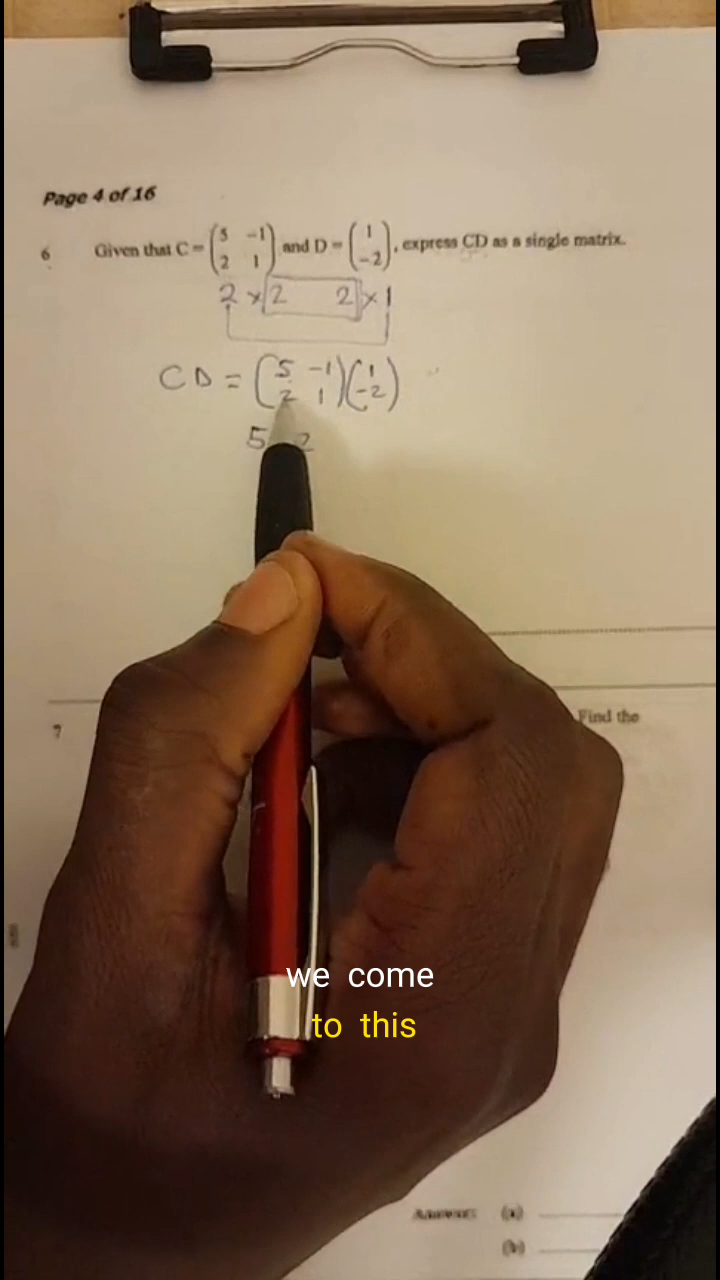 Page 4 of 16
6 Given that C = (5 -1 2 1) and D = (1 -2), express CD as a single matrix.
2 × 2 2 × 1
CD = (5 -1 2 1)(1 -2)
5 2
7 Find the
we come
to this
Answer: (a)
(b)